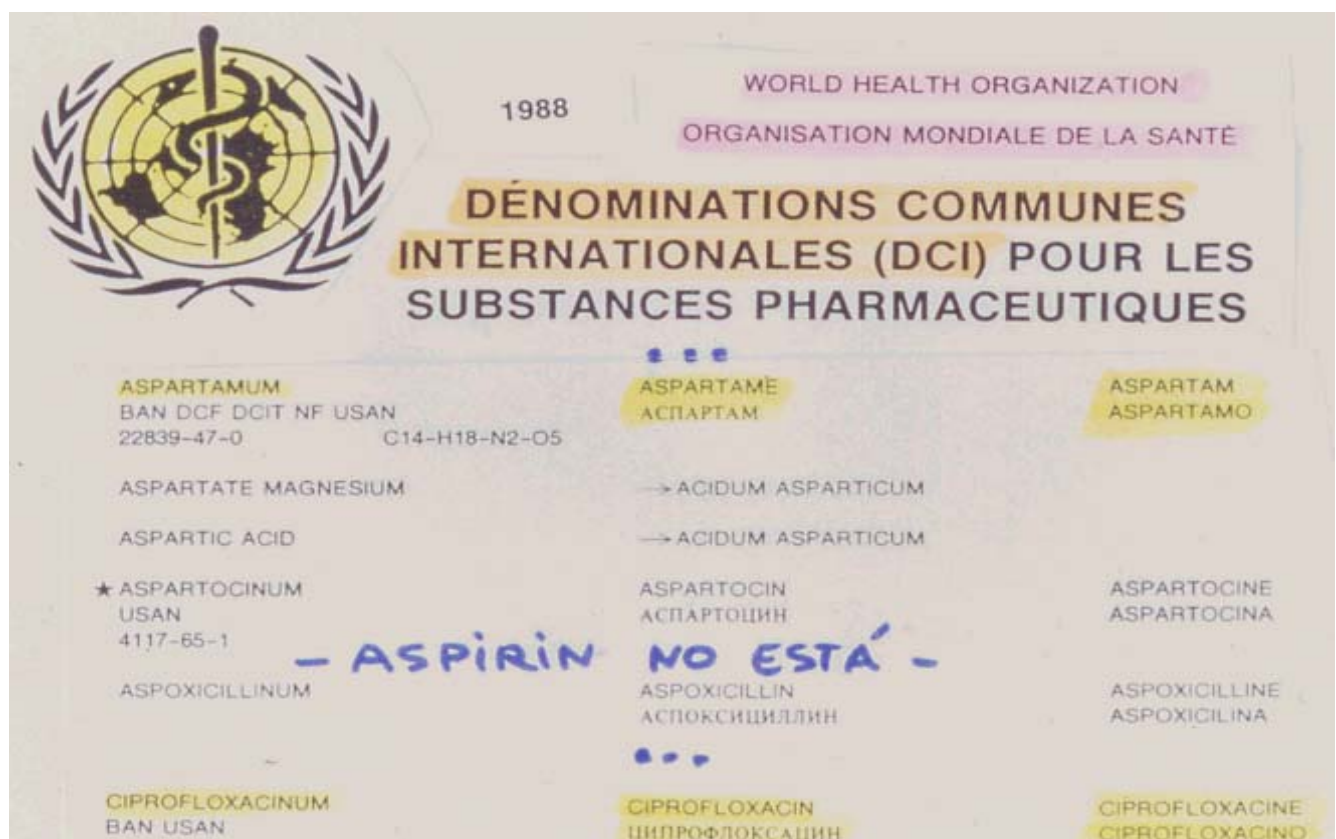 1988
WORLD HEALTH ORGANIZATION
ORGANISATION MONDIALE DE LA SANTÉ
DÉNOMINATIONS COMMUNES
INTERNATIONALES (DCI) POUR LES
SUBSTANCES PHARMACEUTIQUES
ASPARTAMUM ASPARTAME ASPARTAM
BAN DCF DCIT NF USAN АСПАРТАМ ASPARTAMO
22839-47-0 C14-H18-N2-O5
ASPARTATE MAGNESIUM → ACIDUM ASPARTICUM
ASPARTIC ACID → ACIDUM ASPARTICUM
★ ASPARTOCINUM ASPARTOCIN ASPARTOCINE
USAN АСПАРТОЦИН ASPARTOCINA
4117-65-1
- ASPIRIN NO ESTÁ -
ASPOXICILLINUM ASPOXICILLIN ASPOXICILLINE
АСПОКСИЦИЛЛИН ASPOXICILINA
CIPROFLOXACINUM CIPROFLOXACIN CIPROFLOXACINE
BAN USAN ЦИПРОФЛОКСАЦИН CIPROFLOXACINO